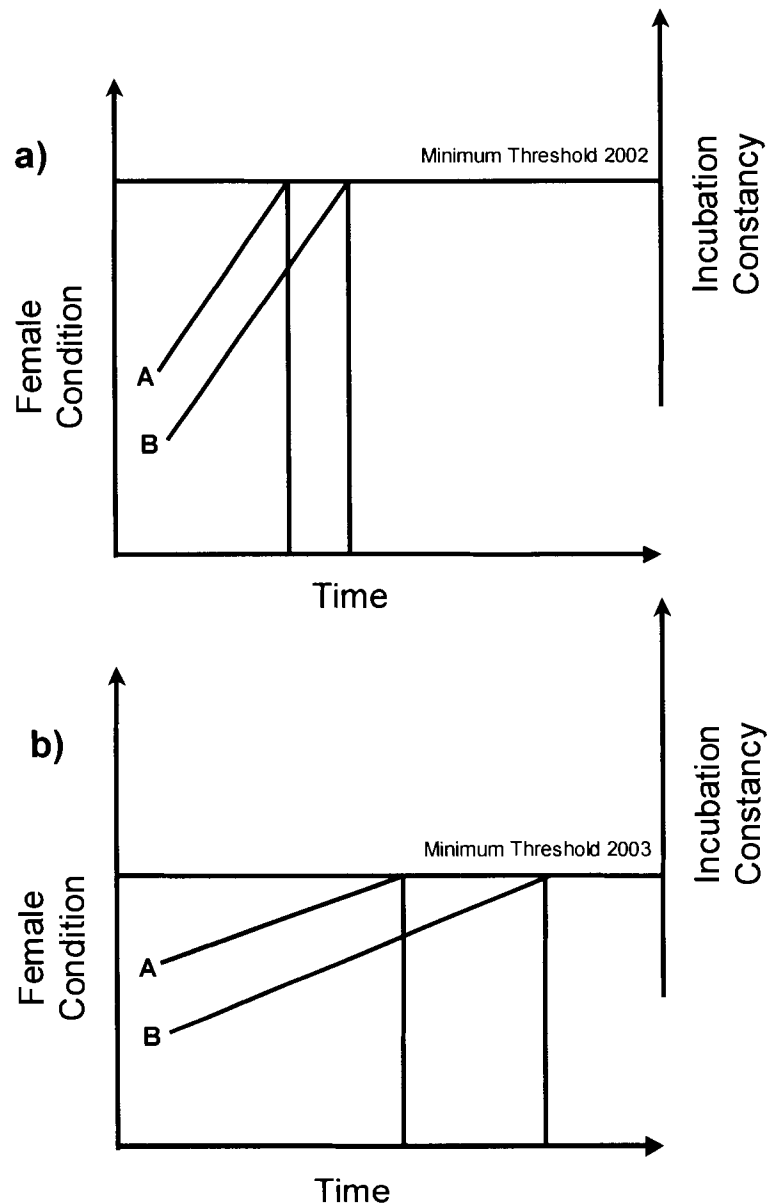 a)
Minimum Threshold 2002
Female
Condition
A
B
Incubation
Constancy
Time
b)
Minimum Threshold 2003
Female
Condition
A
B
Incubation
Constancy
Time